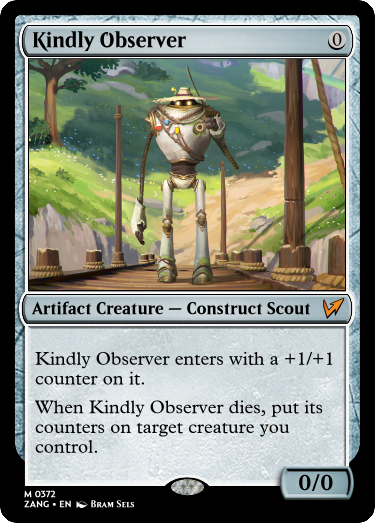 Kindly Observer 0
Artifact Creature — Construct Scout
Kindly Observer enters with a +1/+1
counter on it.
When Kindly Observer dies, put its
counters on target creature you
control.
0/0
M 0372
ZANG • EN Bram Sels